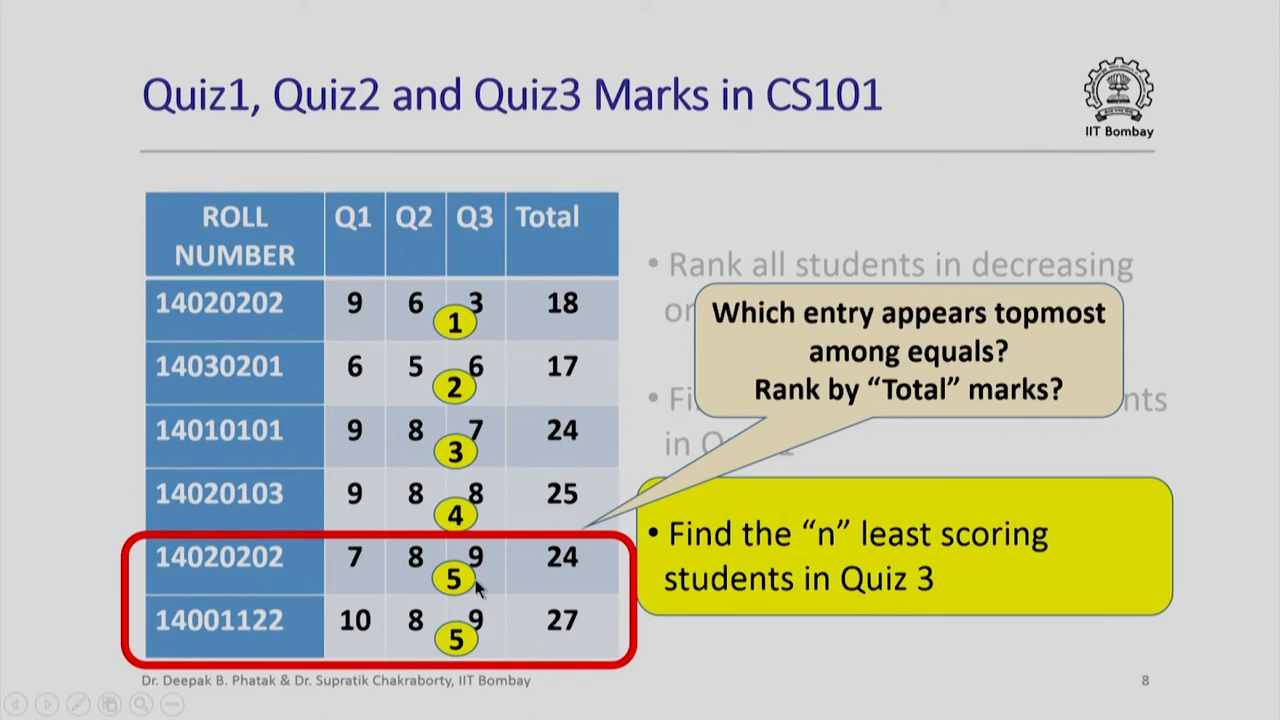 Quiz1, Quiz2 and Quiz3 Marks in CS101
IIT Bombay
ROLL NUMBER Q1 Q2 Q3 Total
14020202 9 6 3 18
1
14030201 6 5 6 17
2
14010101 9 8 7 24
3
14020103 9 8 8 25
4
14020202 7 8 9 24
5
14001122 10 8 9 27
5
• Rank all students in decreasing
Which entry appears topmost
among equals?
Rank by “Total” marks?
in
• Find the “n” least scoring
students in Quiz 3
Dr. Deepak B. Phatak & Dr. Supratik Chakraborty, IIT Bombay
8